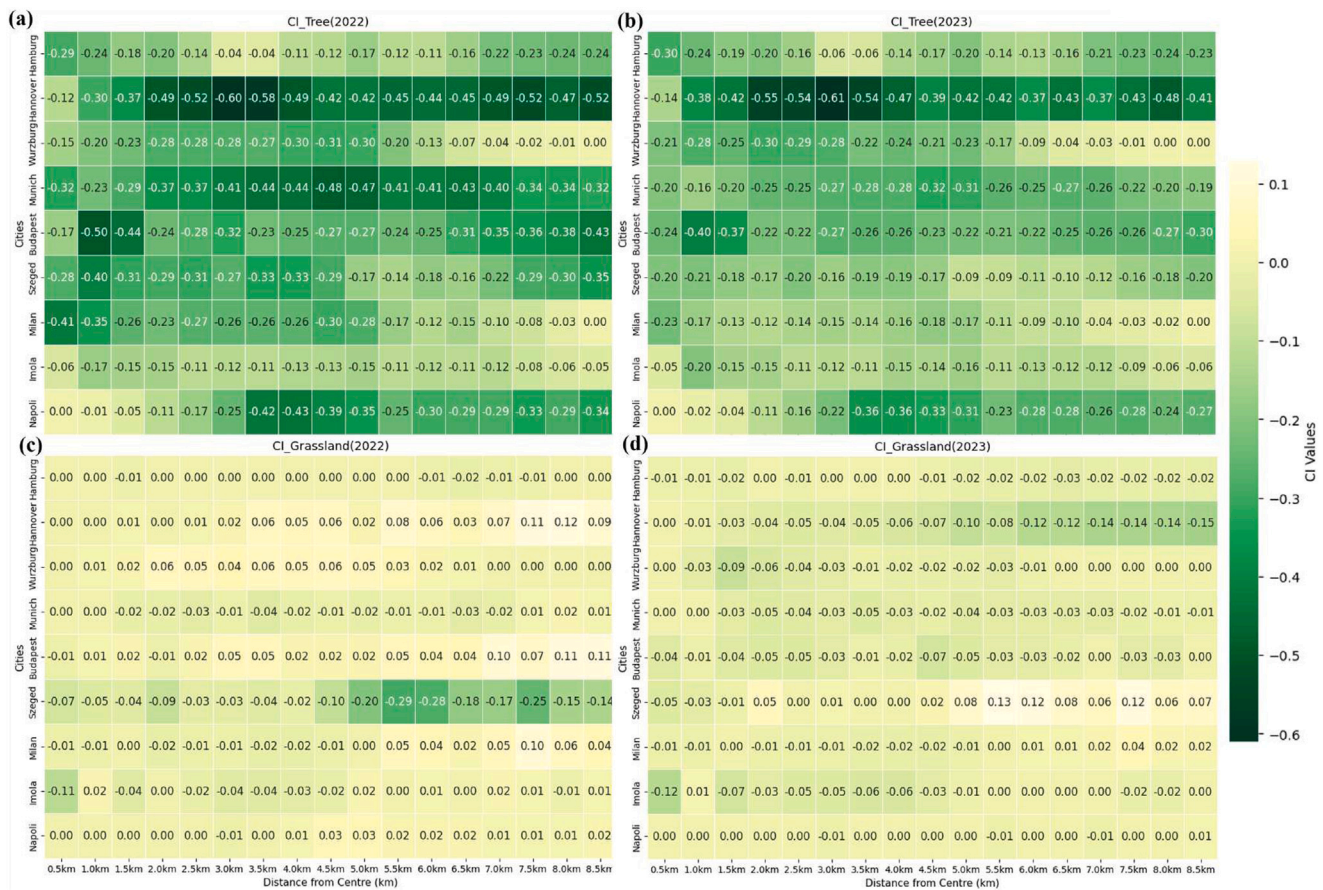 (a) CI_Tree(2022)
Hamburg -0.29 -0.24 -0.18 -0.20 -0.14 -0.04 -0.04 -0.11 -0.12 -0.17 -0.12 -0.11 -0.16 -0.22 -0.23 -0.24 -0.24
Hannover -0.12 -0.30 -0.37 -0.49 -0.52 -0.60 -0.58 -0.49 -0.42 -0.42 -0.45 -0.44 -0.45 -0.49 -0.52 -0.47 -0.52
Wurzburg -0.15 -0.20 -0.23 -0.28 -0.28 -0.28 -0.27 -0.30 -0.31 -0.30 -0.20 -0.13 -0.07 -0.04 -0.02 -0.01 0.00
Munich -0.32 -0.23 -0.29 -0.37 -0.37 -0.41 -0.44 -0.44 -0.48 -0.47 -0.41 -0.41 -0.43 -0.40 -0.34 -0.34 -0.32
Budapest -0.17 -0.50 -0.44 -0.24 -0.28 -0.32 -0.23 -0.25 -0.27 -0.27 -0.24 -0.25 -0.31 -0.35 -0.36 -0.38 -0.43
Szeged -0.28 -0.40 -0.31 -0.29 -0.31 -0.27 -0.33 -0.33 -0.29 -0.17 -0.14 -0.18 -0.16 -0.22 -0.29 -0.30 -0.35
Milan -0.41 -0.35 -0.26 -0.23 -0.27 -0.26 -0.26 -0.26 -0.30 -0.28 -0.17 -0.12 -0.15 -0.10 -0.08 -0.03 0.00
Imola -0.06 -0.17 -0.15 -0.15 -0.11 -0.12 -0.11 -0.13 -0.13 -0.12 -0.11 -0.12 -0.11 -0.12 -0.08 -0.06 -0.05
Napoli 0.00 -0.01 -0.05 -0.11 -0.17 -0.25 -0.42 -0.43 -0.39 -0.35 -0.25 -0.30 -0.29 -0.29 -0.33 -0.29 -0.34
Cities
(b) CI_Tree(2023)
Hamburg -0.30 -0.24 -0.19 -0.20 -0.16 -0.06 -0.06 -0.14 -0.17 -0.20 -0.14 -0.13 -0.16 -0.21 -0.23 -0.24 -0.23
Hannover -0.14 -0.38 -0.42 -0.55 -0.54 -0.61 -0.54 -0.47 -0.39 -0.42 -0.42 -0.37 -0.43 -0.37 -0.43 -0.48 -0.41
Wurzburg -0.21 -0.28 -0.25 -0.30 -0.29 -0.28 -0.22 -0.24 -0.21 -0.23 -0.17 -0.09 -0.04 -0.03 -0.01 0.00 0.00
Munich -0.20 -0.16 -0.20 -0.25 -0.25 -0.27 -0.28 -0.28 -0.32 -0.31 -0.26 -0.25 -0.27 -0.26 -0.22 -0.20 -0.19
Budapest -0.24 -0.40 -0.37 -0.22 -0.22 -0.27 -0.26 -0.26 -0.23 -0.22 -0.21 -0.22 -0.26 -0.25 -0.26 -0.27 -0.30
Szeged -0.20 -0.21 -0.18 -0.17 -0.20 -0.16 -0.19 -0.19 -0.17 -0.09 -0.09 -0.11 -0.10 -0.12 -0.16 -0.18 -0.20
Milan -0.23 -0.17 -0.13 -0.12 -0.14 -0.15 -0.14 -0.16 -0.18 -0.17 -0.11 -0.09 -0.10 -0.04 -0.03 -0.02 0.00
Imola -0.05 -0.20 -0.15 -0.15 -0.11 -0.12 -0.11 -0.15 -0.14 -0.16 -0.11 -0.12 -0.11 -0.12 -0.09 -0.06 -0.06
Napoli 0.00 -0.02 -0.04 -0.11 -0.16 -0.22 -0.36 -0.36 -0.33 -0.31 -0.23 -0.28 -0.28 -0.26 -0.28 -0.24 -0.27
Cities
(c) CI_Grassland(2022)
Hamburg 0.00 0.00 -0.01 0.00 0.00 0.00 0.00 0.00 0.00 0.00 0.00 -0.01 -0.02 -0.01 -0.01 0.00 0.00
Hannover 0.00 0.00 0.01 0.00 0.01 0.02 0.06 0.05 0.06 0.02 0.08 0.06 0.03 0.07 0.11 0.12 0.09
Wurzburg 0.00 0.01 0.02 0.06 0.05 0.04 0.06 0.05 0.06 0.05 0.03 0.02 0.01 0.00 0.00 0.00 0.00
Munich 0.00 0.00 -0.02 -0.02 -0.03 -0.01 -0.04 -0.02 -0.01 -0.02 -0.01 -0.01 -0.03 -0.02 0.01 0.02 0.01
Budapest -0.01 0.01 0.02 -0.01 0.02 0.05 0.05 0.02 0.02 0.02 0.05 0.04 0.04 0.10 0.07 0.11 0.11
Szeged -0.07 -0.05 -0.04 -0.09 -0.03 -0.03 -0.04 -0.02 -0.10 -0.20 -0.29 -0.28 -0.18 -0.17 -0.25 -0.15 -0.14
Milan -0.01 -0.01 0.00 -0.02 -0.01 -0.01 -0.02 -0.02 -0.01 0.00 0.05 0.04 0.02 0.05 0.10 0.06 0.04
Imola -0.11 0.02 -0.04 0.00 -0.02 -0.04 -0.04 -0.03 -0.02 0.00 0.01 0.00 0.00 0.02 0.01 -0.01 0.01
Napoli 0.00 0.00 0.00 0.00 0.00 -0.01 0.00 0.01 0.03 0.03 0.02 0.02 0.02 0.01 0.01 0.01 0.02
Cities
0.5km 1.0km 1.5km 2.0km 2.5km 3.0km 3.5km 4.0km 4.5km 5.0km 5.5km 6.0km 6.5km 7.0km 7.5km 8.0km 8.5km
Distance from Centre (km)
(d) CI_Grassland(2023)
Hamburg -0.01 -0.01 -0.02 0.00 -0.01 0.00 0.00 0.00 -0.01 -0.02 -0.02 -0.02 -0.03 -0.02 -0.02 -0.02 -0.02
Hannover 0.00 -0.01 -0.03 -0.04 -0.05 -0.04 -0.05 -0.06 -0.07 -0.10 -0.08 -0.12 -0.12 -0.14 -0.14 -0.14 -0.15
Wurzburg 0.00 -0.03 -0.09 -0.06 -0.04 -0.03 -0.01 -0.02 -0.02 -0.02 -0.03 -0.01 0.00 0.00 0.00 0.00 0.00
Munich 0.00 0.00 -0.03 -0.05 -0.04 -0.03 -0.05 -0.03 -0.02 -0.04 -0.03 -0.03 -0.03 -0.03 -0.02 -0.01 -0.01
Budapest -0.04 -0.01 -0.04 -0.05 -0.05 -0.03 -0.01 -0.02 -0.07 -0.05 -0.03 -0.03 -0.02 0.00 -0.03 -0.03 0.00
Szeged -0.05 -0.03 -0.01 0.05 0.00 0.01 0.00 0.00 0.02 0.08 0.13 0.12 0.08 0.06 0.12 0.06 0.07
Milan -0.01 -0.01 0.00 -0.01 -0.01 -0.01 -0.02 -0.02 -0.01 -0.01 0.00 0.01 0.01 0.02 0.04 0.02 0.02
Imola -0.12 0.01 -0.07 -0.03 -0.05 -0.05 -0.06 -0.06 -0.03 -0.01 0.00 0.00 0.00 0.00 -0.02 -0.02 0.00
Napoli 0.00 0.00 0.00 0.00 0.00 0.00 0.00 0.00 0.00 0.00 -0.01 0.00 0.00 -0.01 0.00 0.00 0.01
Cities
0.5km 1.0km 1.5km 2.0km 2.5km 3.0km 3.5km 4.0km 4.5km 5.0km 5.5km 6.0km 6.5km 7.0km 7.5km 8.0km 8.5km
Distance from Centre (km)
0.1
0.0
−0.1
−0.2
−0.3
−0.4
−0.5
−0.6
CI Values